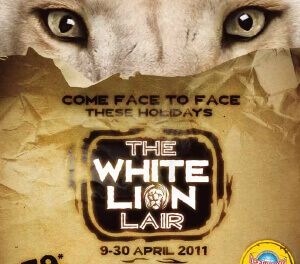 COME FACE TO FACE
THESE HOLIDAYS
THE
WHITE
LION
LAIR
9-30 APRIL 2011